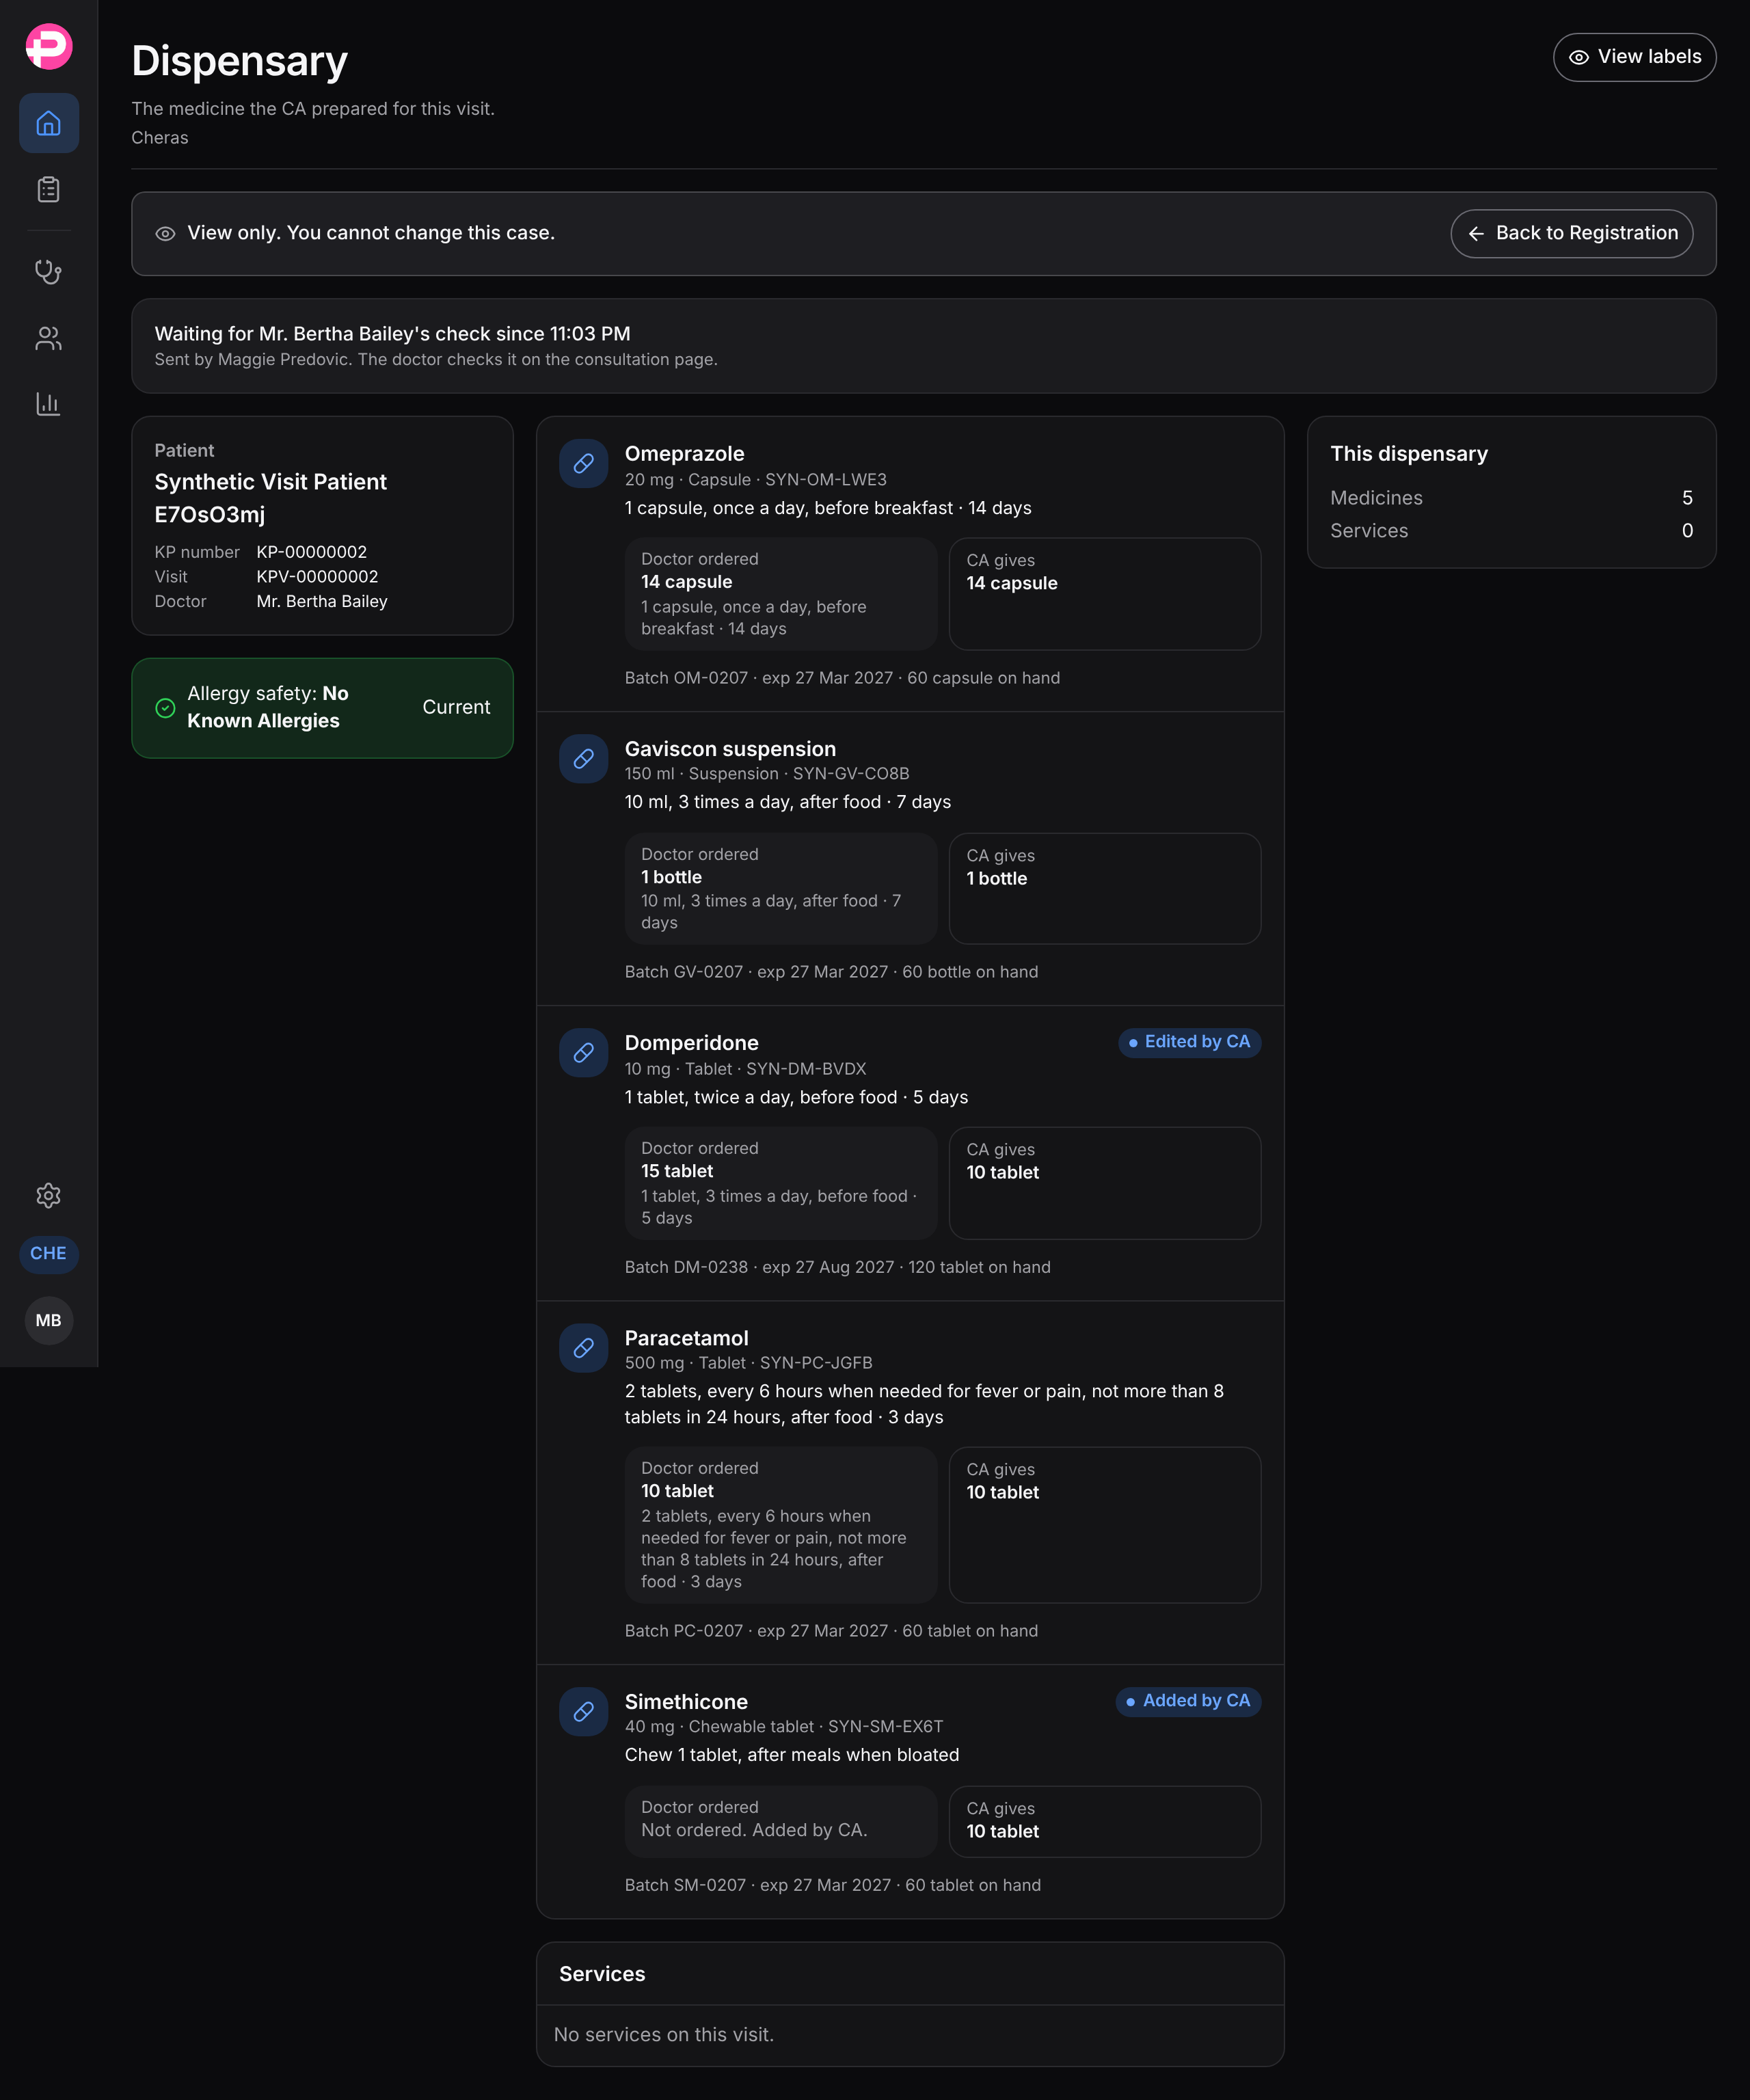 Dispensary
View labels
The medicine the CA prepared for this visit.
Cheras
View only. You cannot change this case.
Back to Registration
Waiting for Mr. Bertha Bailey's check since 11:03 PM
Sent by Maggie Predovic. The doctor checks it on the consultation page.
Patient
Synthetic Visit Patient
E7OsO3mj
KP number KP-00000002
Visit KPV-00000002
Doctor Mr. Bertha Bailey
Allergy safety: No
Known Allergies
Current
Omeprazole
20 mg · Capsule · SYN-OM-LWE3
1 capsule, once a day, before breakfast · 14 days
Doctor ordered
14 capsule
1 capsule, once a day, before
breakfast · 14 days
CA gives
14 capsule
Batch OM-0207 · exp 27 Mar 2027 · 60 capsule on hand
Gaviscon suspension
150 ml · Suspension · SYN-GV-CO8B
10 ml, 3 times a day, after food · 7 days
Doctor ordered
1 bottle
10 ml, 3 times a day, after food · 7
days
CA gives
1 bottle
Batch GV-0207 · exp 27 Mar 2027 · 60 bottle on hand
Domperidone
Edited by CA
10 mg · Tablet · SYN-DM-BVDX
1 tablet, twice a day, before food · 5 days
Doctor ordered
15 tablet
1 tablet, 3 times a day, before food ·
5 days
CA gives
10 tablet
Batch DM-0238 · exp 27 Aug 2027 · 120 tablet on hand
Paracetamol
500 mg · Tablet · SYN-PC-JGFB
2 tablets, every 6 hours when needed for fever or pain, not more than 8
tablets in 24 hours, after food · 3 days
Doctor ordered
10 tablet
2 tablets, every 6 hours when
needed for fever or pain, not more
than 8 tablets in 24 hours, after
food · 3 days
CA gives
10 tablet
Batch PC-0207 · exp 27 Mar 2027 · 60 tablet on hand
Simethicone
Added by CA
40 mg · Chewable tablet · SYN-SM-EX6T
Chew 1 tablet, after meals when bloated
Doctor ordered
Not ordered. Added by CA.
CA gives
10 tablet
Batch SM-0207 · exp 27 Mar 2027 · 60 tablet on hand
Services
No services on this visit.
This dispensary
Medicines 5
Services 0
CHE
MB